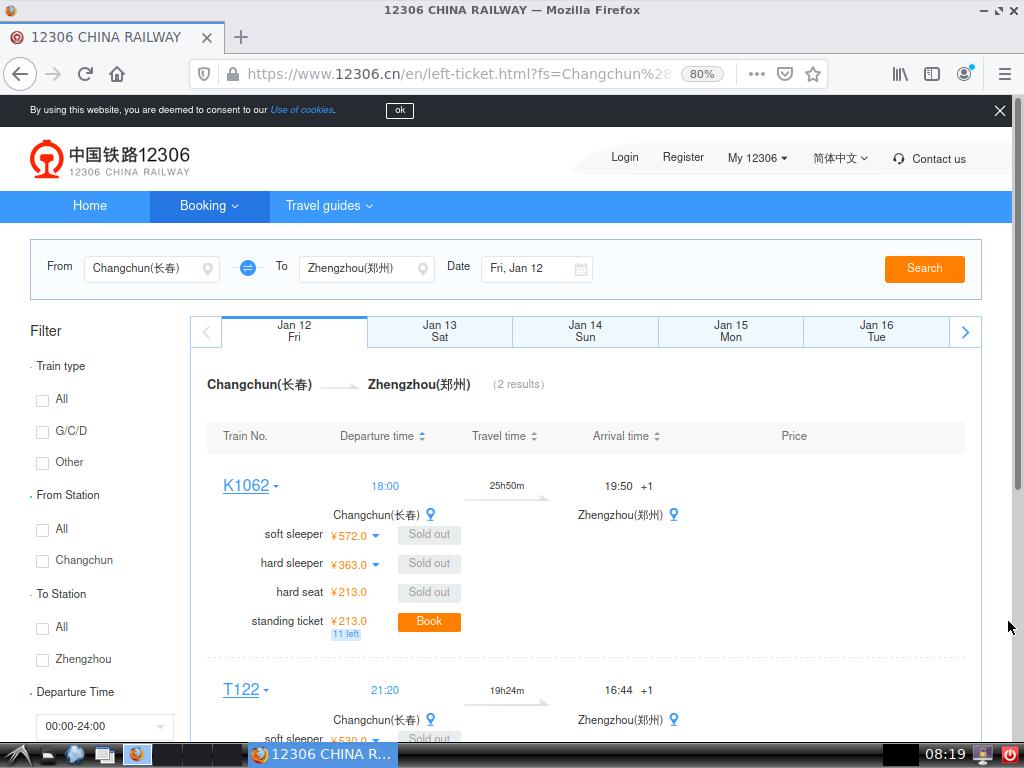 12306 CHINA RAILWAY — Mozilla Firefox
12306 CHINA RAILWAY
https://www.12306.cn/en/left-ticket.html?fs=Changchun%28
80%
By using this website, you are deemed to consent to our Use of cookies.
ok
中国铁路12306
12306 CHINA RAILWAY
Login
Register
My 12306
简体中文
Contact us
Home
Booking
Travel guides
From
Changchun(长春)
To
Zhengzhou(郑州)
Date
Fri, Jan 12
Search
Filter
Train type
All
G/C/D
Other
From Station
All
Changchun
To Station
All
Zhengzhou
Departure Time
00:00-24:00
Jan 12
Fri
Jan 13
Sat
Jan 14
Sun
Jan 15
Mon
Jan 16
Tue
Changchun(长春)
Zhengzhou(郑州)
(2 results)
Train No.
Departure time
Travel time
Arrival time
Price
K1062
18:00
25h50m
19:50 +1
Changchun(长春)
Zhengzhou(郑州)
soft sleeper ¥572.0 Sold out
hard sleeper ¥363.0 Sold out
hard seat ¥213.0 Sold out
standing ticket ¥213.0 Book
11 left
T122
21:20
19h24m
16:44 +1
Changchun(长春)
Zhengzhou(郑州)
soft sleeper ¥530.0 Sold out
12306 CHINA R...
08:19